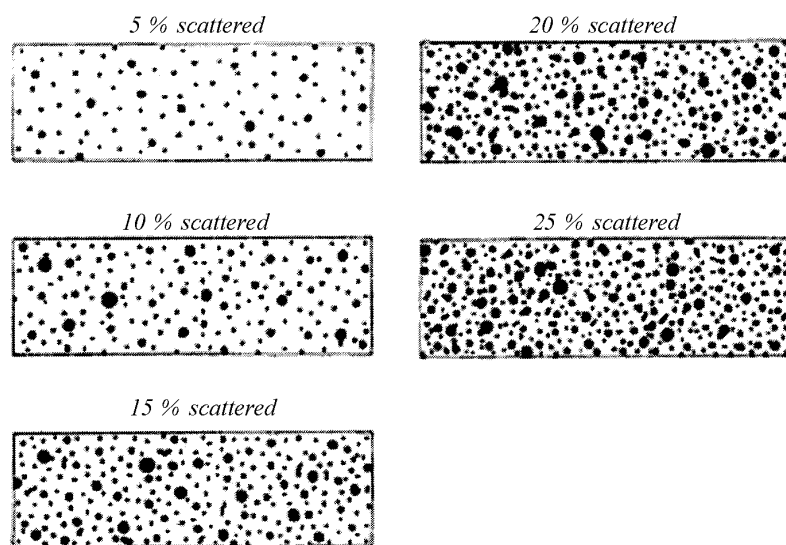 5 % scattered
20 % scattered
10 % scattered
25 % scattered
15 % scattered